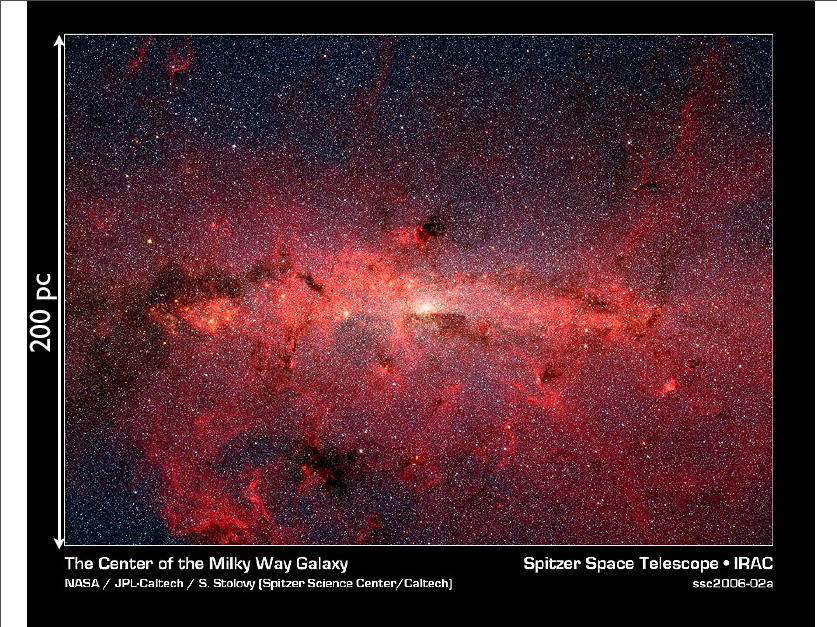 200 pc
The Center of the Milky Way Galaxy
NASA / JPL-Caltech / S. Stolovy (Spitzer Science Center/Caltech)
Spitzer Space Telescope • IRAC
ssc2006-02a